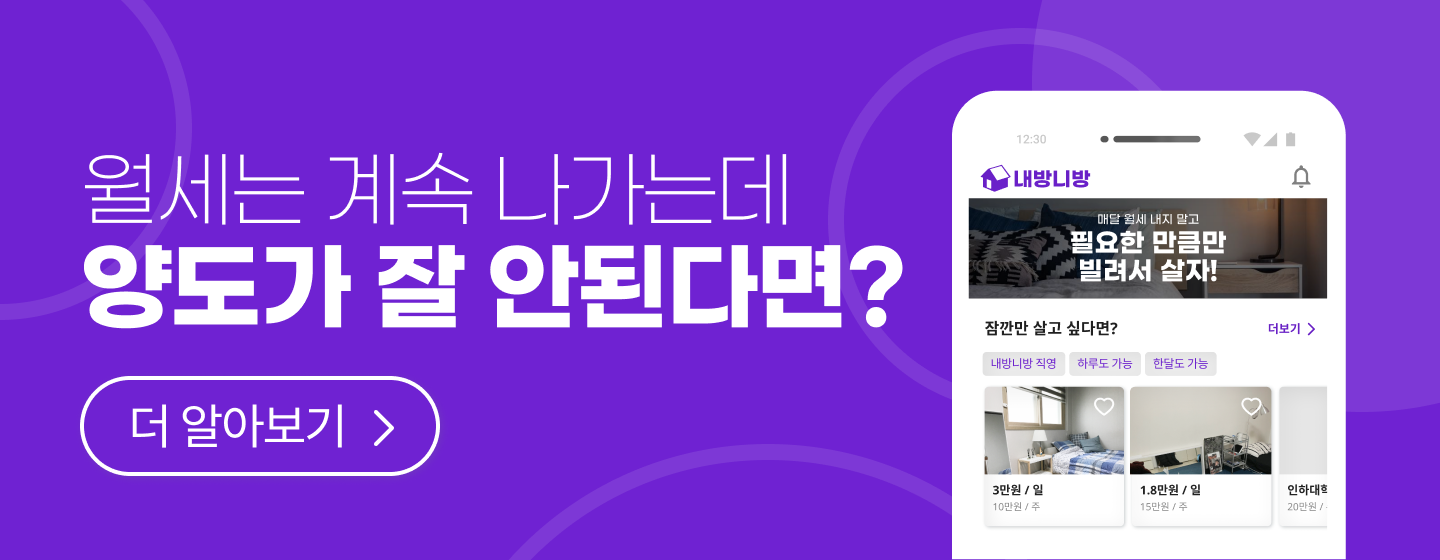 월세는 계속 나가는데
양도가 잘 안된다면?
더 알아보기
12:30
내방니방
매달 월세 내지 말고
필요한 만큼만
빌려서 살자!
잠깐만 살고 싶다면?
더보기
내방니방 직영
하루도 가능
한달도 가능
3만원 / 일
10만원 / 주
1.8만원 / 일
15만원 / 주
인하대학
20만원 /